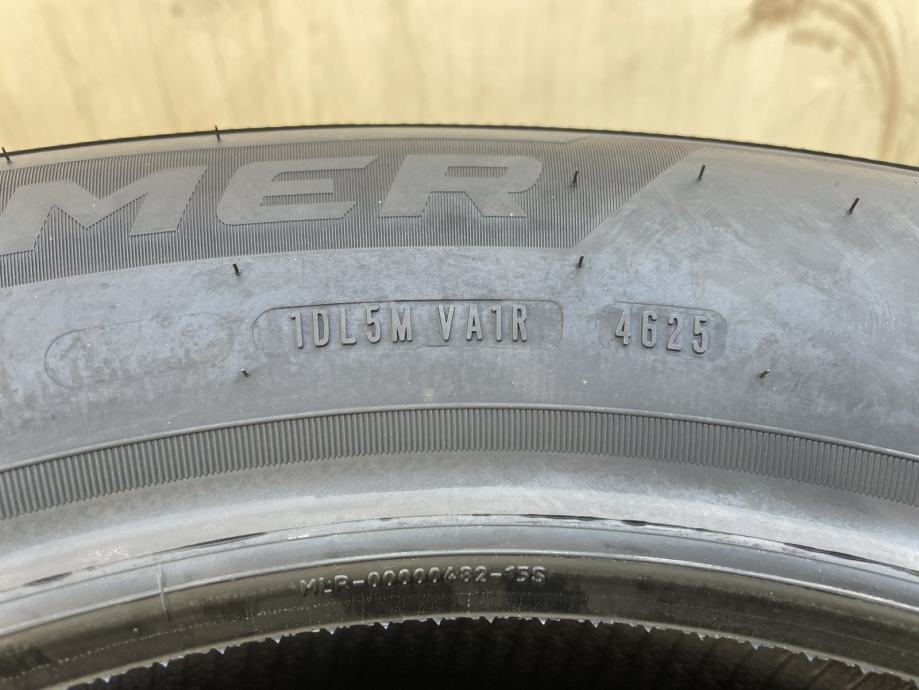 MER
1DL5M VA1R 4625
MLR-00000482-15S